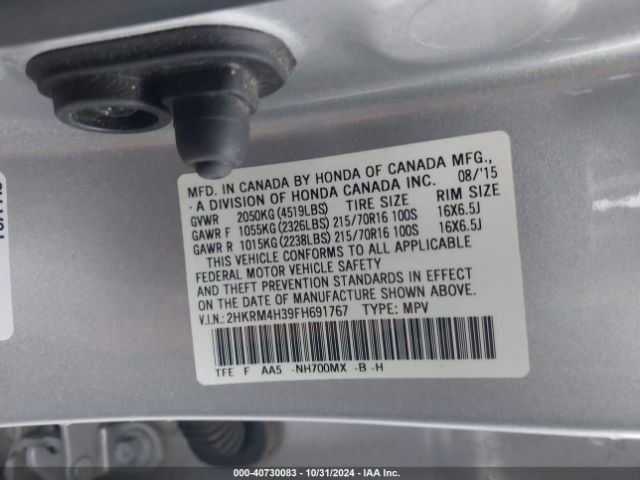 MFD. IN CANADA BY HONDA OF CANADA MFG.,
A DIVISION OF HONDA CANADA INC. 08/'15
GVWR 2050KG (4519LBS) TIRE SIZE RIM SIZE
GAWR F 1055KG (2326LBS) 215/70R16 100S 16X6.5J
GAWR R 1015KG (2238LBS) 215/70R16 100S 16X6.5J
THIS VEHICLE CONFORMS TO ALL APPLICABLE
FEDERAL MOTOR VEHICLE SAFETY
AND THEFT PREVENTION STANDARDS IN EFFECT
ON THE DATE OF MANUFACTURE SHOWN ABOVE.
V.I.N.: 2HKRM4H39FH691767 TYPE: MPV
TFE F AA5 -NH700MX -B -H
000-40730083 - 10/31/2024 - IAA Inc.